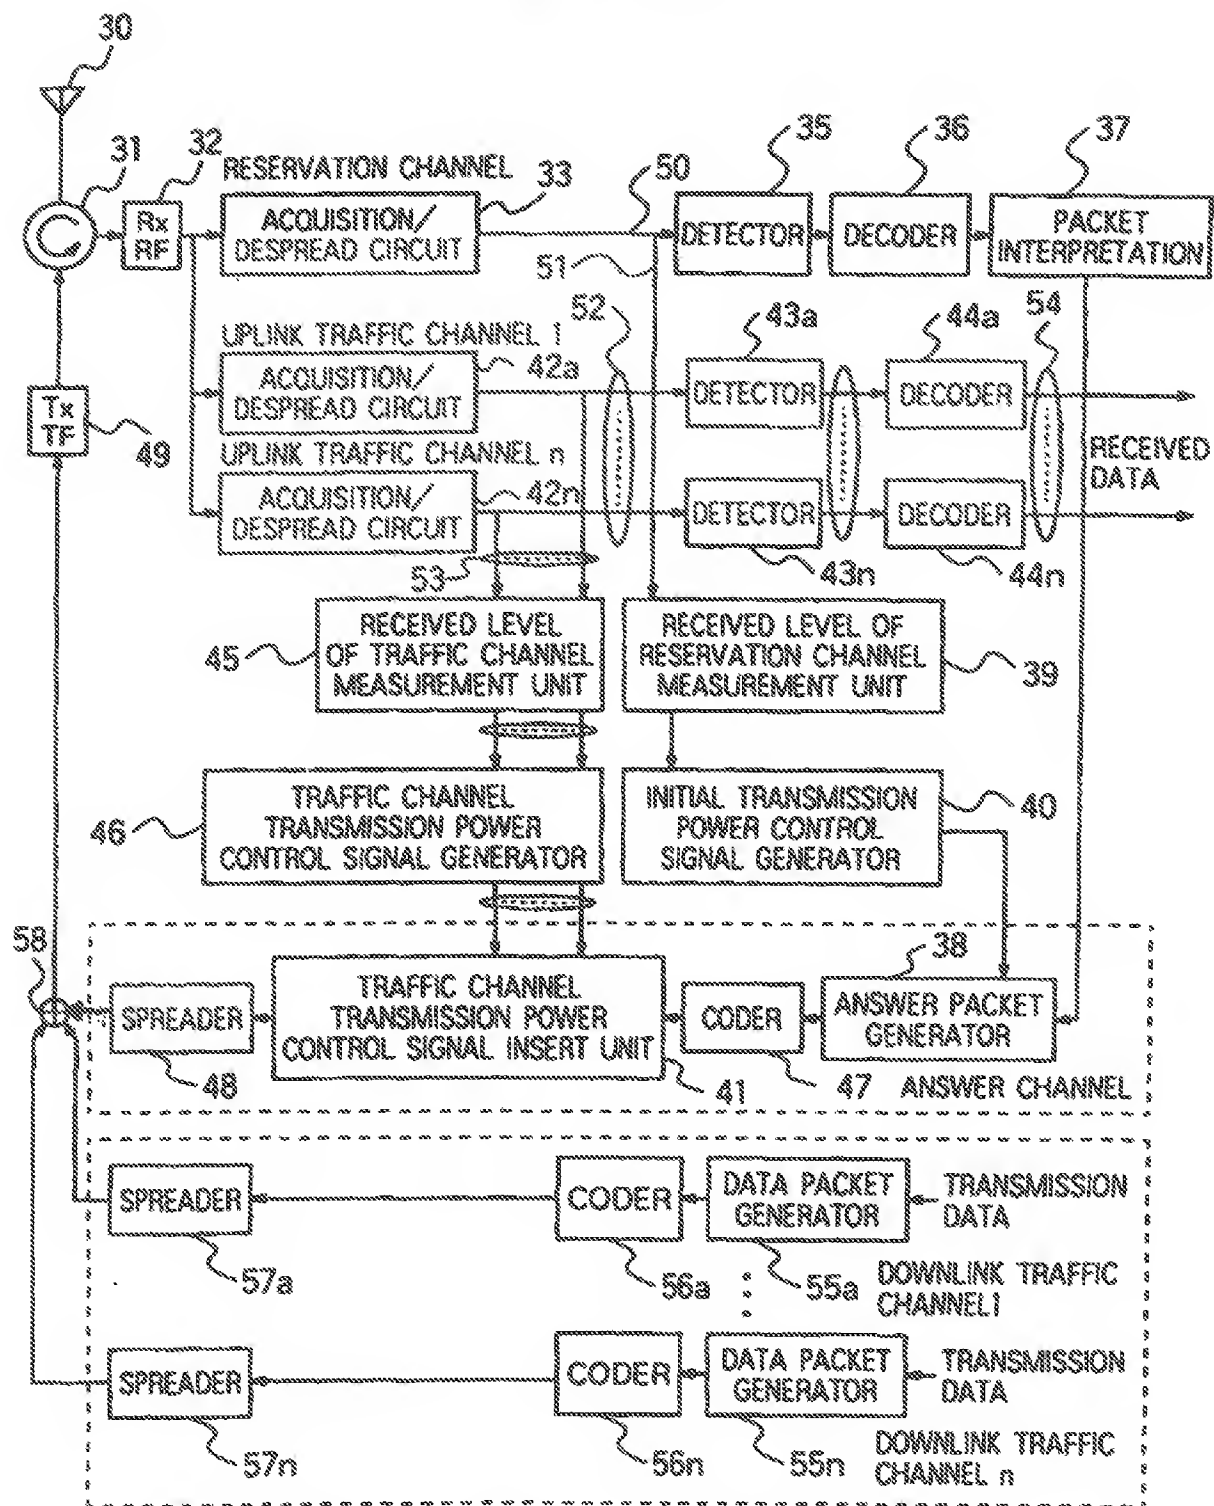 30
31
32
RESERVATION CHANNEL
33
50
35
36
37
Rx
RF
ACQUISITION/
DESPREAD CIRCUIT
DETECTOR
DECODER
PACKET
INTERPRETATION
51
52
43a
44a
54
UPLINK TRAFFIC CHANNEL 1
42a
ACQUISITION/
DESPREAD CIRCUIT
DETECTOR
DECODER
Tx
TF
49
UPLINK TRAFFIC CHANNEL n
42n
RECEIVED
DATA
ACQUISITION/
DESPREAD CIRCUIT
DETECTOR
DECODER
53
43n
44n
45
RECEIVED LEVEL
OF TRAFFIC CHANNEL
MEASUREMENT UNIT
RECEIVED LEVEL OF
RESERVATION CHANNEL
MEASUREMENT UNIT
39
46
TRAFFIC CHANNEL
TRANSMISSION POWER
CONTROL SIGNAL GENERATOR
INITIAL TRANSMISSION
POWER CONTROL
SIGNAL GENERATOR
40
58
38
SPREADER
TRAFFIC CHANNEL
TRANSMISSION POWER
CONTROL SIGNAL INSERT UNIT
CODER
ANSWER PACKET
GENERATOR
48
41
47
ANSWER CHANNEL
SPREADER
CODER
DATA PACKET
GENERATOR
TRANSMISSION
DATA
57a
56a
55a
DOWNLINK TRAFFIC
CHANNEL1
SPREADER
CODER
DATA PACKET
GENERATOR
TRANSMISSION
DATA
57n
56n
55n
DOWNLINK TRAFFIC
CHANNEL n